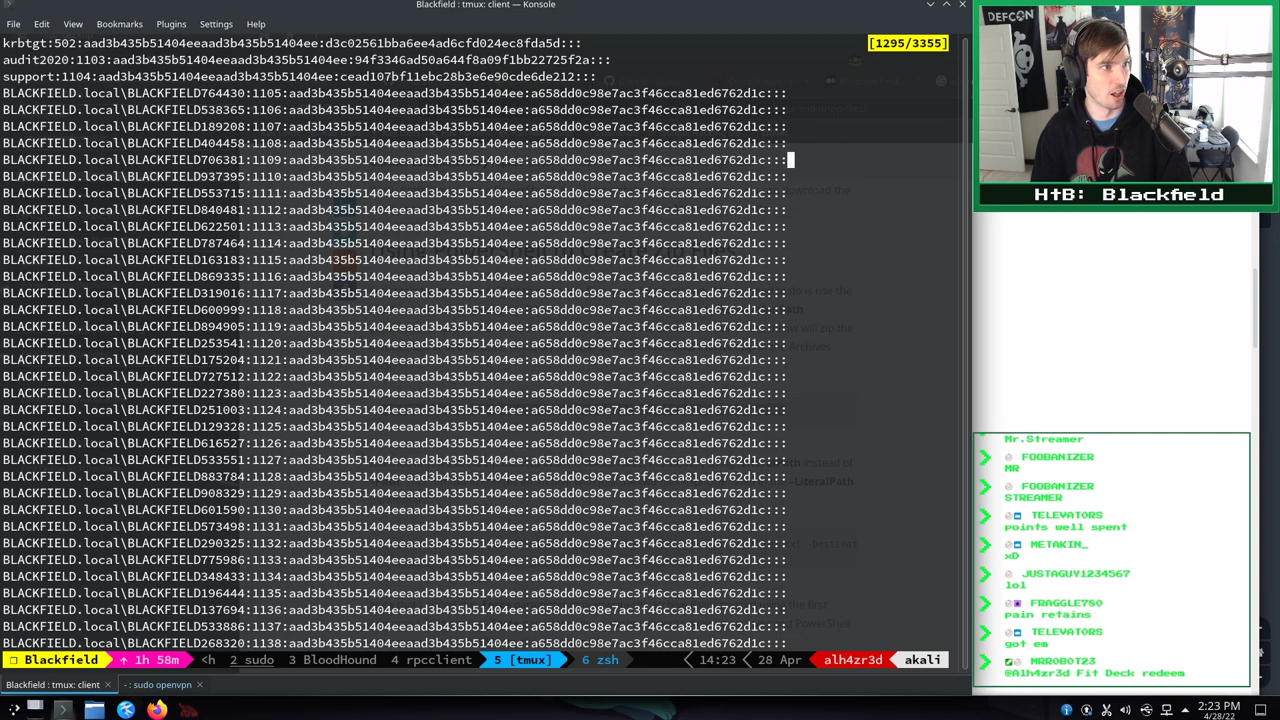 Blackfield : tmux: client — Konsole
File Edit View Bookmarks Plugins Settings Help
krbtgt:502:aad3b435b51404eeaad3b435b51404ee:d3c02561bba6ee4ad6cfd024ec8fda5d:::
[1295/3355]
audit2020:1103:aad3b435b51404eeaad3b435b51404ee:600a406c2c1f2062eb9bb227bad654aa:::
support:1104:aad3b435b51404eeaad3b435b51404ee:cead107bf11ebc28b3e6e90cde6de212:::
BLACKFIELD.local\BLACKFIELD764430:1105:aad3b435b51404eeaad3b435b51404ee:a658dd0c98e7ac3f46cca81ed6762d1c:::
BLACKFIELD.local\BLACKFIELD538365:1106:aad3b435b51404eeaad3b435b51404ee:a658dd0c98e7ac3f46cca81ed6762d1c:::
BLACKFIELD.local\BLACKFIELD189208:1107:aad3b435b51404eeaad3b435b51404ee:a658dd0c98e7ac3f46cca81ed6762d1c:::
BLACKFIELD.local\BLACKFIELD404458:1108:aad3b435b51404eeaad3b435b51404ee:a658dd0c98e7ac3f46cca81ed6762d1c:::
BLACKFIELD.local\BLACKFIELD706381:1109:aad3b435b51404eeaad3b435b51404ee:a658dd0c98e7ac3f46cca81ed6762d1c:::
BLACKFIELD.local\BLACKFIELD937395:1110:aad3b435b51404eeaad3b435b51404ee:a658dd0c98e7ac3f46cca81ed6762d1c:::
BLACKFIELD.local\BLACKFIELD553715:1111:aad3b435b51404eeaad3b435b51404ee:a658dd0c98e7ac3f46cca81ed6762d1c:::
BLACKFIELD.local\BLACKFIELD840481:1112:aad3b435b51404eeaad3b435b51404ee:a658dd0c98e7ac3f46cca81ed6762d1c:::
BLACKFIELD.local\BLACKFIELD622501:1113:aad3b435b51404eeaad3b435b51404ee:a658dd0c98e7ac3f46cca81ed6762d1c:::
BLACKFIELD.local\BLACKFIELD787464:1114:aad3b435b51404eeaad3b435b51404ee:a658dd0c98e7ac3f46cca81ed6762d1c:::
BLACKFIELD.local\BLACKFIELD163183:1115:aad3b435b51404eeaad3b435b51404ee:a658dd0c98e7ac3f46cca81ed6762d1c:::
BLACKFIELD.local\BLACKFIELD869335:1116:aad3b435b51404eeaad3b435b51404ee:a658dd0c98e7ac3f46cca81ed6762d1c:::
BLACKFIELD.local\BLACKFIELD319016:1117:aad3b435b51404eeaad3b435b51404ee:a658dd0c98e7ac3f46cca81ed6762d1c:::
BLACKFIELD.local\BLACKFIELD600999:1118:aad3b435b51404eeaad3b435b51404ee:a658dd0c98e7ac3f46cca81ed6762d1c:::
BLACKFIELD.local\BLACKFIELD894905:1119:aad3b435b51404eeaad3b435b51404ee:a658dd0c98e7ac3f46cca81ed6762d1c:::
BLACKFIELD.local\BLACKFIELD253541:1120:aad3b435b51404eeaad3b435b51404ee:a658dd0c98e7ac3f46cca81ed6762d1c:::
BLACKFIELD.local\BLACKFIELD175204:1121:aad3b435b51404eeaad3b435b51404ee:a658dd0c98e7ac3f46cca81ed6762d1c:::
BLACKFIELD.local\BLACKFIELD727512:1122:aad3b435b51404eeaad3b435b51404ee:a658dd0c98e7ac3f46cca81ed6762d1c:::
BLACKFIELD.local\BLACKFIELD227380:1123:aad3b435b51404eeaad3b435b51404ee:a658dd0c98e7ac3f46cca81ed6762d1c:::
BLACKFIELD.local\BLACKFIELD251003:1124:aad3b435b51404eeaad3b435b51404ee:a658dd0c98e7ac3f46cca81ed6762d1c:::
BLACKFIELD.local\BLACKFIELD129328:1125:aad3b435b51404eeaad3b435b51404ee:a658dd0c98e7ac3f46cca81ed6762d1c:::
BLACKFIELD.local\BLACKFIELD616527:1126:aad3b435b51404eeaad3b435b51404ee:a658dd0c98e7ac3f46cca81ed6762d1c:::
BLACKFIELD.local\BLACKFIELD533551:1127:aad3b435b51404eeaad3b435b51404ee:a658dd0c98e7ac3f46cca81ed6762d1c:::
BLACKFIELD.local\BLACKFIELD883784:1128:aad3b435b51404eeaad3b435b51404ee:a658dd0c98e7ac3f46cca81ed6762d1c:::
BLACKFIELD.local\BLACKFIELD908329:1129:aad3b435b51404eeaad3b435b51404ee:a658dd0c98e7ac3f46cca81ed6762d1c:::
BLACKFIELD.local\BLACKFIELD601590:1130:aad3b435b51404eeaad3b435b51404ee:a658dd0c98e7ac3f46cca81ed6762d1c:::
BLACKFIELD.local\BLACKFIELD573498:1131:aad3b435b51404eeaad3b435b51404ee:a658dd0c98e7ac3f46cca81ed6762d1c:::
BLACKFIELD.local\BLACKFIELD290325:1132:aad3b435b51404eeaad3b435b51404ee:a658dd0c98e7ac3f46cca81ed6762d1c:::
BLACKFIELD.local\BLACKFIELD775986:1133:aad3b435b51404eeaad3b435b51404ee:a658dd0c98e7ac3f46cca81ed6762d1c:::
BLACKFIELD.local\BLACKFIELD348433:1134:aad3b435b51404eeaad3b435b51404ee:a658dd0c98e7ac3f46cca81ed6762d1c:::
BLACKFIELD.local\BLACKFIELD196444:1135:aad3b435b51404eeaad3b435b51404ee:a658dd0c98e7ac3f46cca81ed6762d1c:::
BLACKFIELD.local\BLACKFIELD137694:1136:aad3b435b51404eeaad3b435b51404ee:a658dd0c98e7ac3f46cca81ed6762d1c:::
BLACKFIELD.local\BLACKFIELD533886:1137:aad3b435b51404eeaad3b435b51404ee:a658dd0c98e7ac3f46cca81ed6762d1c:::
BLACKFIELD.local\BLACKFIELD268320:1138:aad3b435b51404eeaad3b435b51404ee:a658dd0c98e7ac3f46cca81ed6762d1c:::
Blackfield ↑ 1h 58m <h 2 sudo 3 BloodHound 4 rpcclient 5 [tmux] 6 zsh 14:23 28 Apr alh4zr3d akali
Blackfield : tmux: client
- : sudo openvpn
DEFCON
H†B: Blackfield
Mr.Streamer
FOOBANIZER
MR
FOOBANIZER
STREAMER
TELEVATORS
points well spent
METAKIN_
xD
JUSTAGUY1234567
lol
FRAGGLE780
pain retains
TELEVATORS
got em
MRROBOT23
@Alh4zr3d Fit Deck redeem
2:23 PM
4/28/22